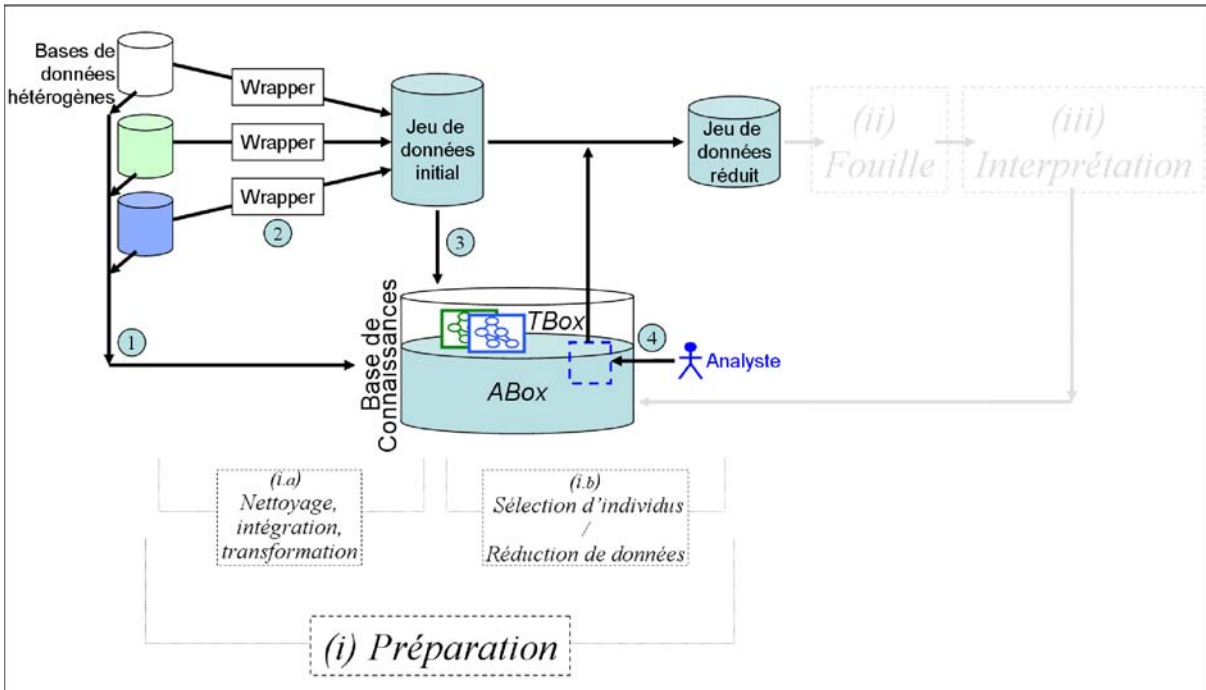 Bases de
données
hétérogènes
Wrapper
Wrapper
Wrapper
2
Jeu de
données
initial
Jeu de
données
réduit
(ii)
Fouille
(iii)
Interprétation
3
1
Base de
Connaissances
TBox
ABox
4
Analyste
(i.a)
Nettoyage,
intégration,
transformation
(i.b)
Sélection d'individus
/
Réduction de données
(i) Préparation